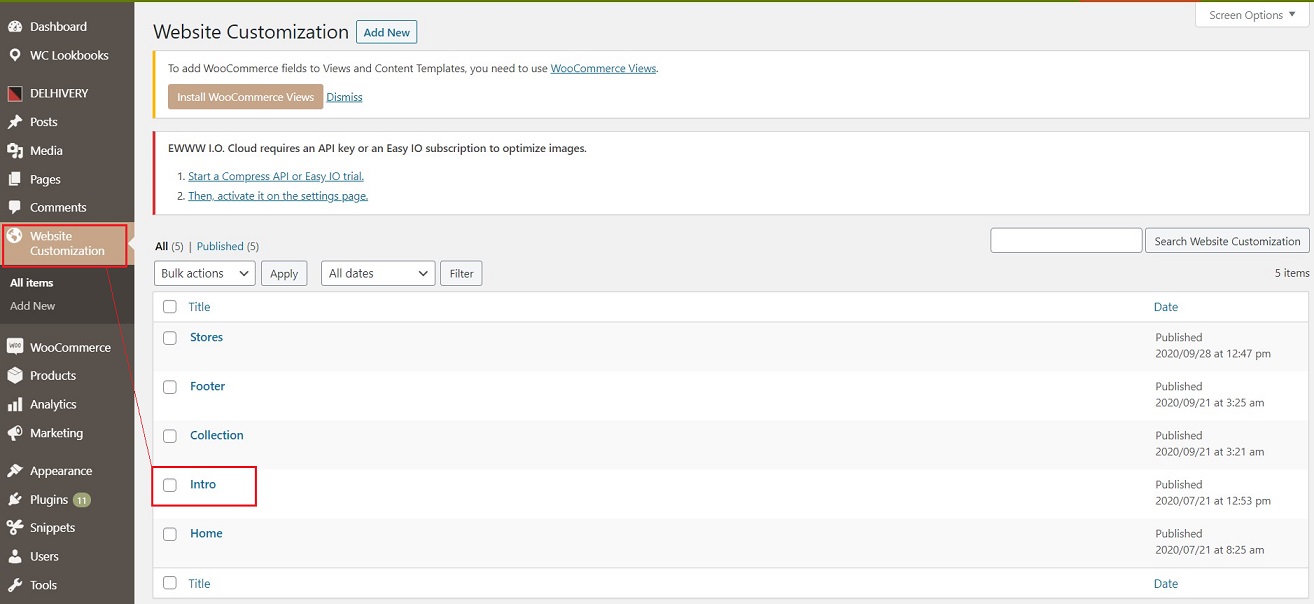 Dashboard
WC Lookbooks
DELHIVERY
Posts
Media
Pages
Comments
Website
Customization
All items
Add New
WOO
WooCommerce
Products
Analytics
Marketing
Appearance
Plugins 11
Snippets
Users
Tools
Screen Options ▼
Website Customization Add New
To add WooCommerce fields to Views and Content Templates, you need to use WooCommerce Views.
Install WooCommerce Views Dismiss
EWWW I.O. Cloud requires an API key or an Easy IO subscription to optimize images.
1. Start a Compress API or Easy IO trial.
2. Then, activate it on the settings page.
All (5) | Published (5)
Search Website Customization
Bulk actions Apply All dates Filter
5 items
Title Date
Stores Published
2020/09/28 at 12:47 pm
Footer Published
2020/09/21 at 3:25 am
Collection Published
2020/09/21 at 3:21 am
Intro Published
2020/07/21 at 12:53 pm
Home Published
2020/07/21 at 8:25 am
Title Date